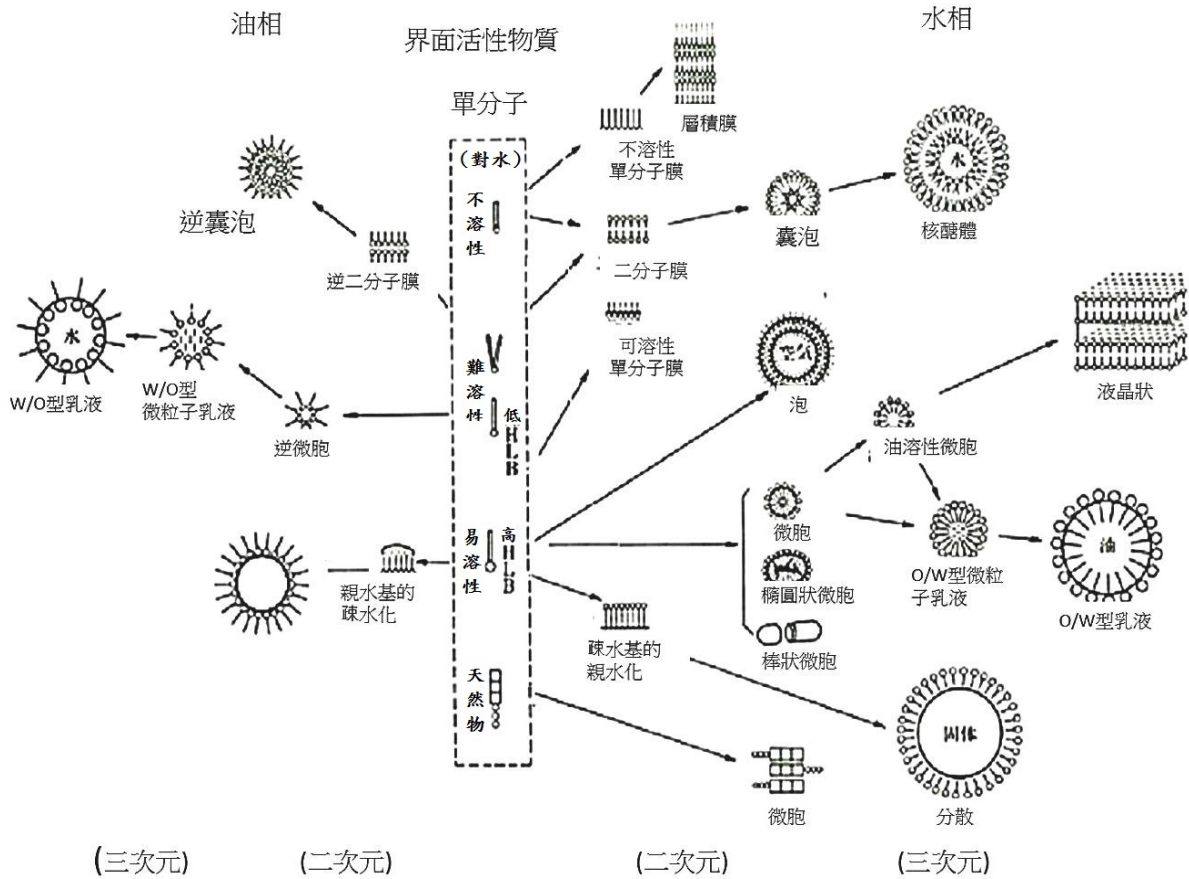 油相
界面活性物質
水相
單分子
(對水)
不溶性
難溶性
低HLB
易溶性
高HLB
天然物
層積膜
不溶性
單分子膜
逆囊泡
逆二分子膜
二分子膜
囊泡
水
核醣體
可溶性
單分子膜
水
W/O型乳液
W/O型
微粒子乳液
逆微胞
泡
液晶狀
油溶性微胞
微胞
橢圓狀微胞
棒狀微胞
O/W型微粒
子乳液
油
O/W型乳液
親水基的
疎水化
疎水基的
親水化
固体
分散
微胞
(三次元)
(二次元)
(二次元)
(三次元)